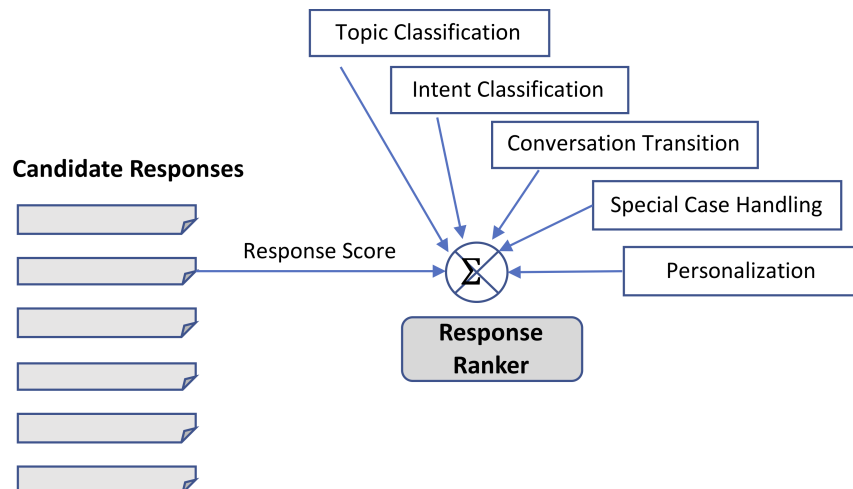 Topic Classification
Intent Classification
Conversation Transition
Candidate Responses
Special Case Handling
Response Score
Σ
Personalization
Response
Ranker